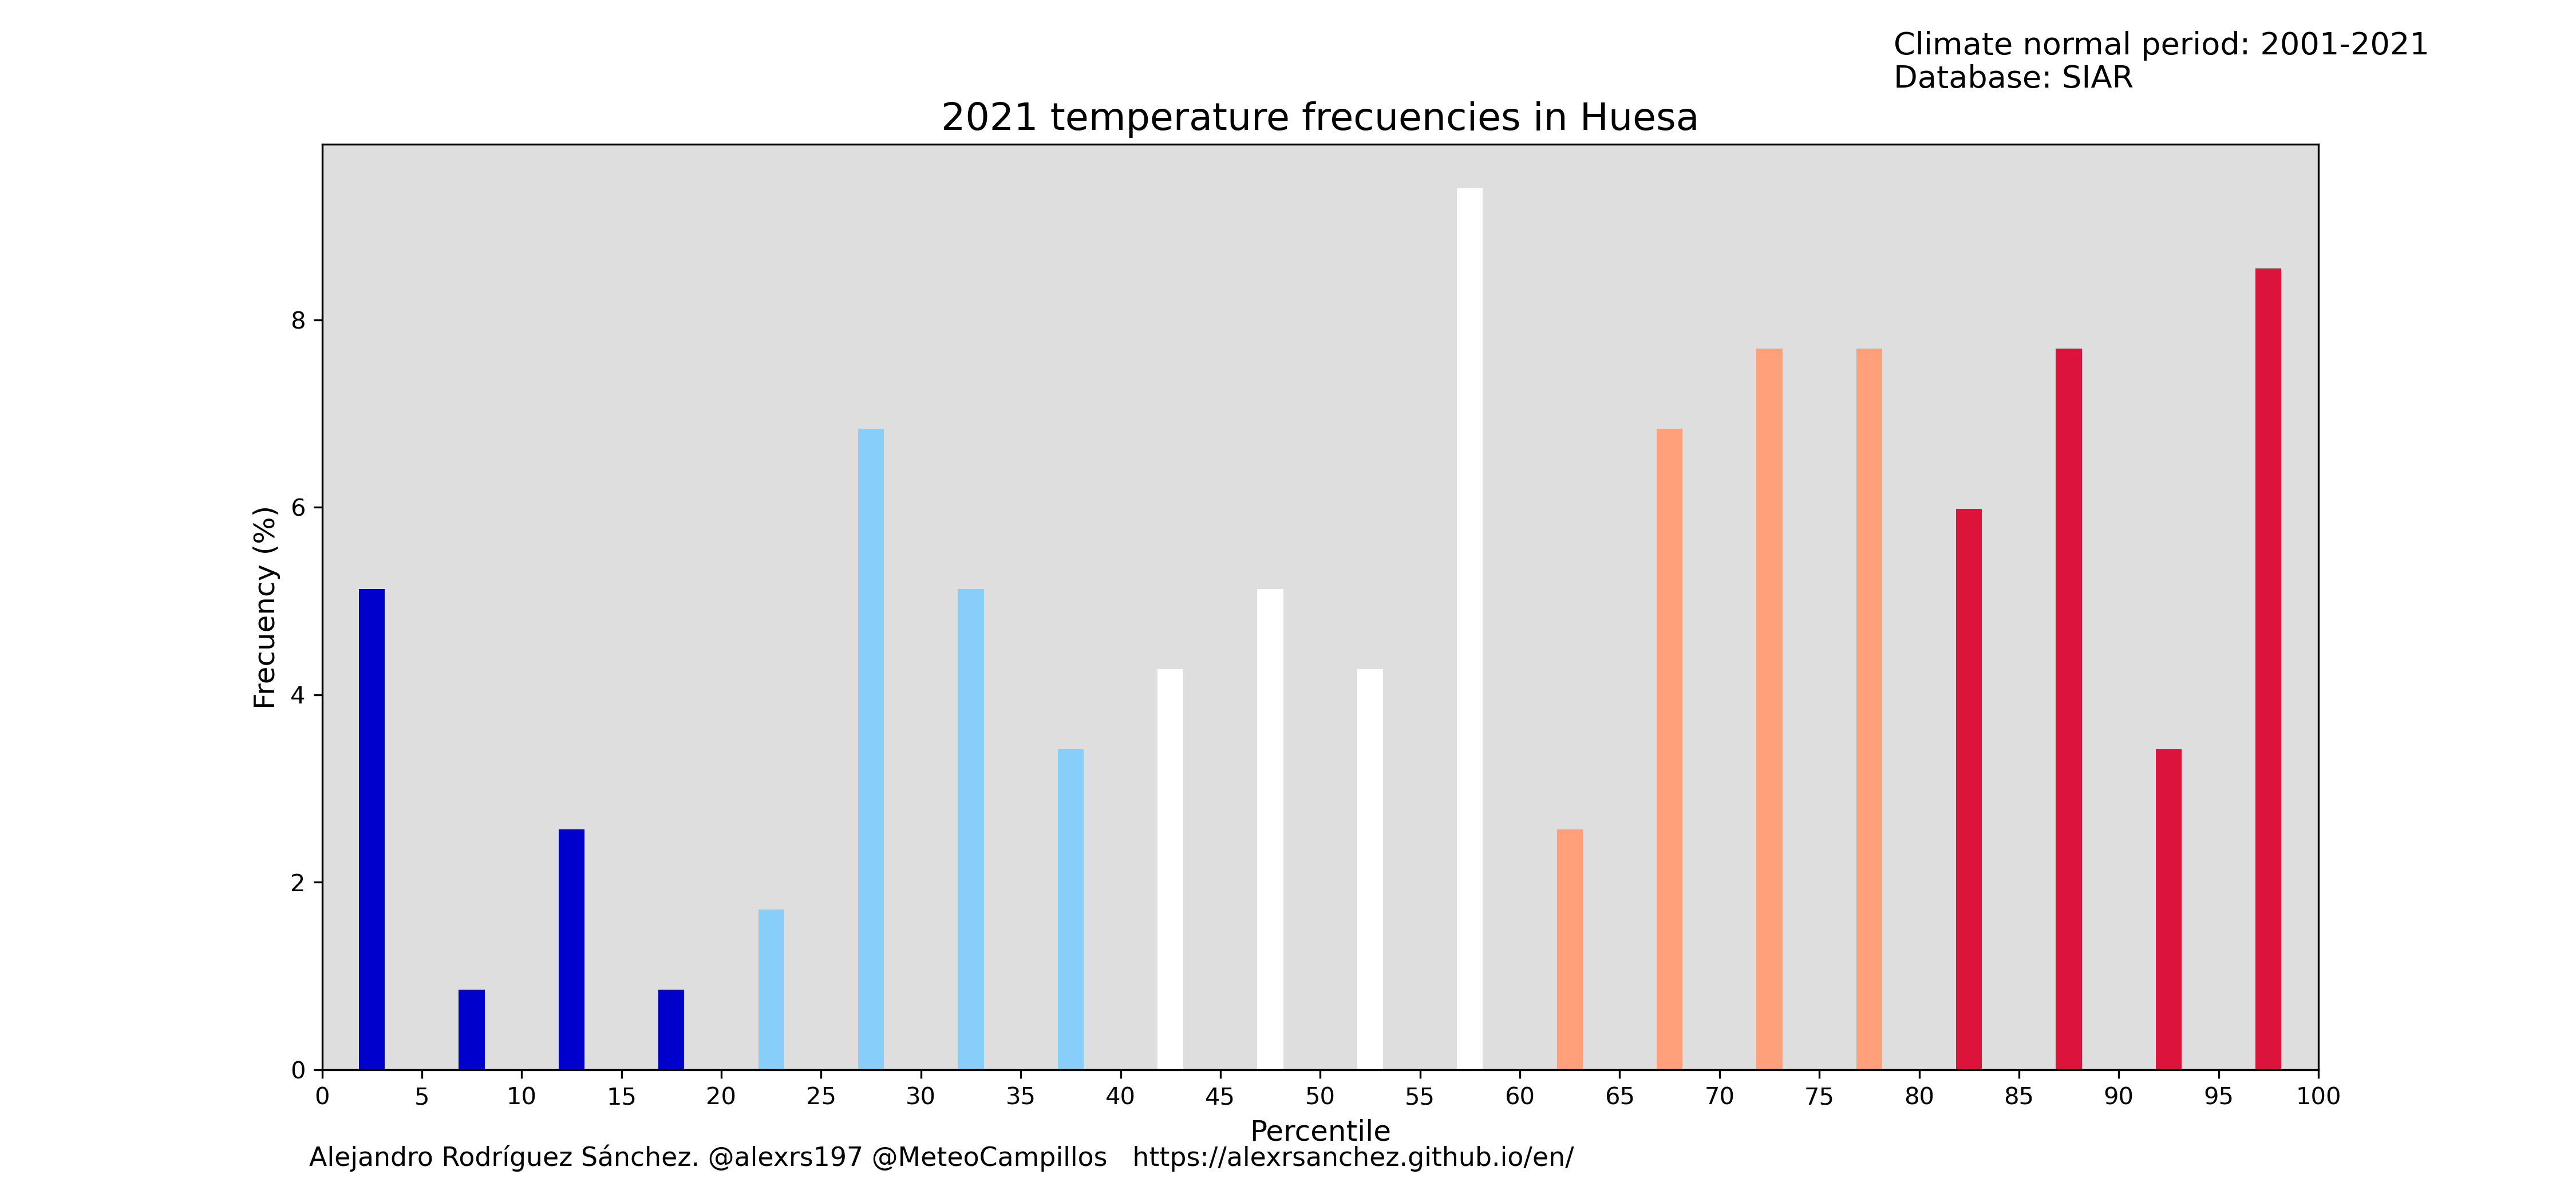 Climate normal period: 2001-2021
Database: SIAR
2021 temperature frecuencies in Huesa
Frecuency (%)
8
6
4
2
0
0 5 10 15 20 25 30 35 40 45 50 55 60 65 70 75 80 85 90 95 100
Percentile
Alejandro Rodríguez Sánchez. @alexrs197 @MeteoCampillos https://alexrsanchez.github.io/en/